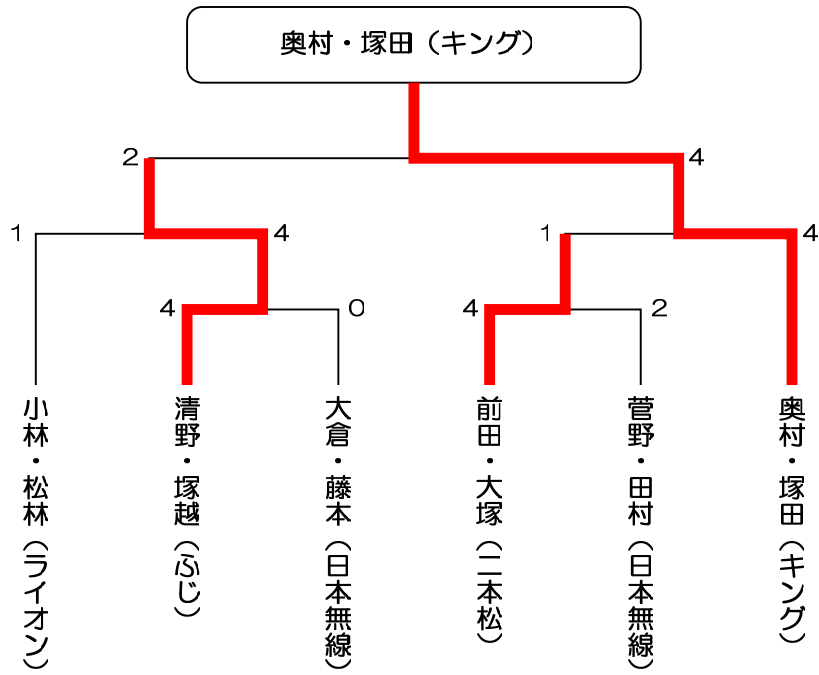 奥村・塚田（キング）
2
4
1
4
1
4
4
0
4
2
小林・松林（ライオン）
清野・塚越（ふじ）
大倉・藤本（日本無線）
前田・大塚（二本松）
菅野・田村（日本無線）
奥村・塚田（キング）